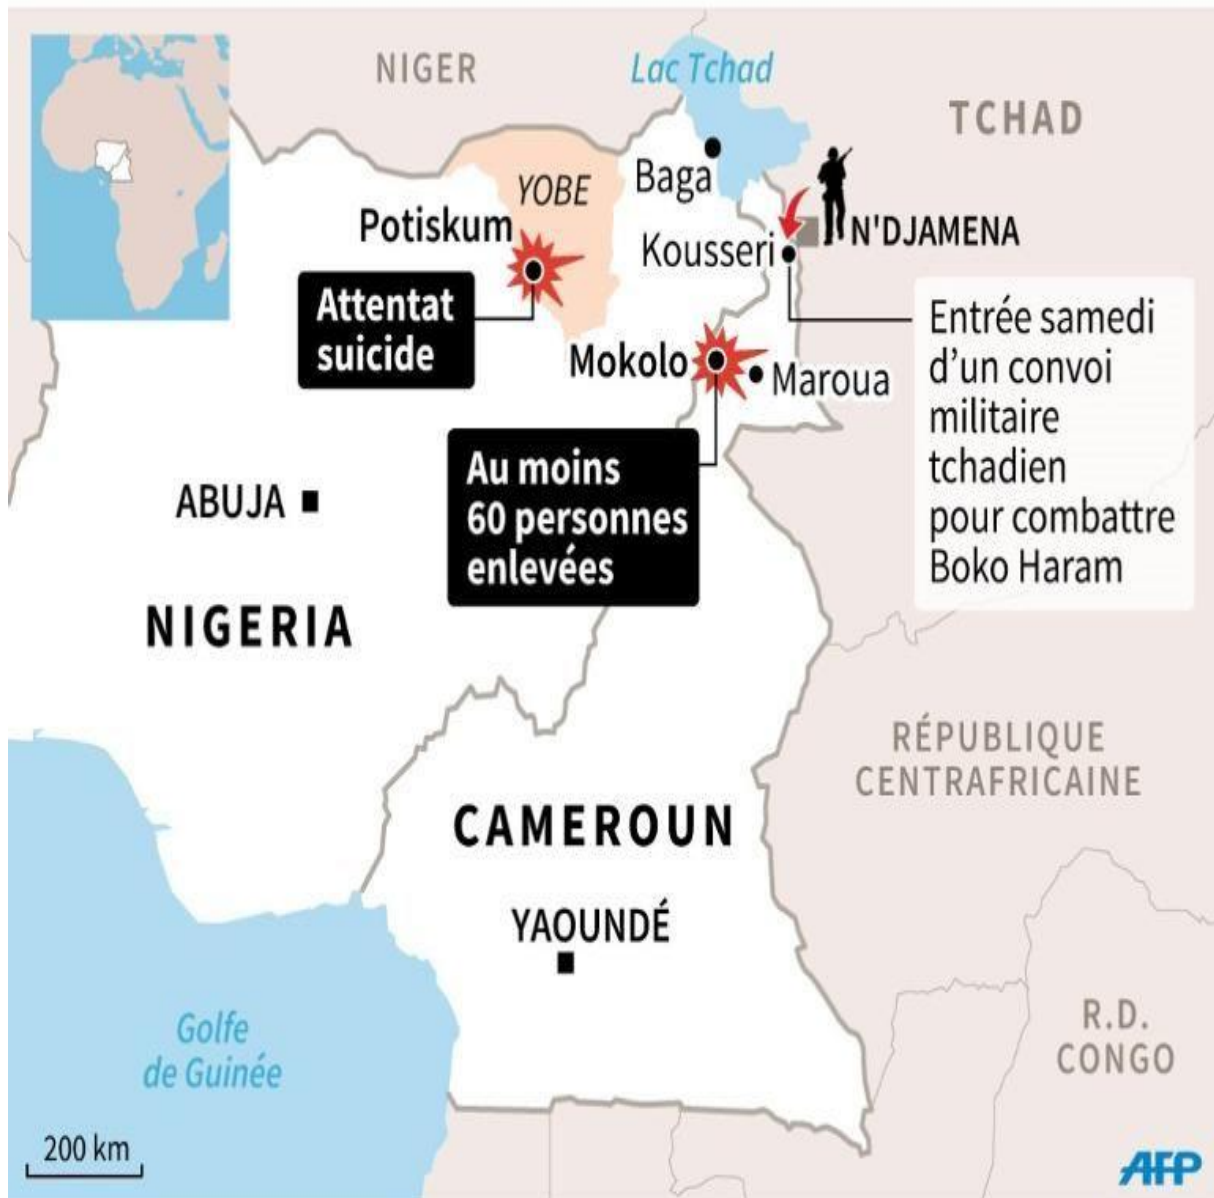 NIGER
Lac Tchad
TCHAD
YOBE
Baga
Potiskum
Kousseri
N'DJAMENA
Attentat
suicide
Mokolo
Maroua
Entrée samedi
d'un convoi
militaire
tchadien
pour combattre
Boko Haram
Au moins
60 personnes
enlevées
ABUJA
NIGERIA
RÉPUBLIQUE
CENTRAFRICAINE
CAMEROUN
YAOUNDÉ
Golfe
de Guinée
R.D.
CONGO
200 km
AFP